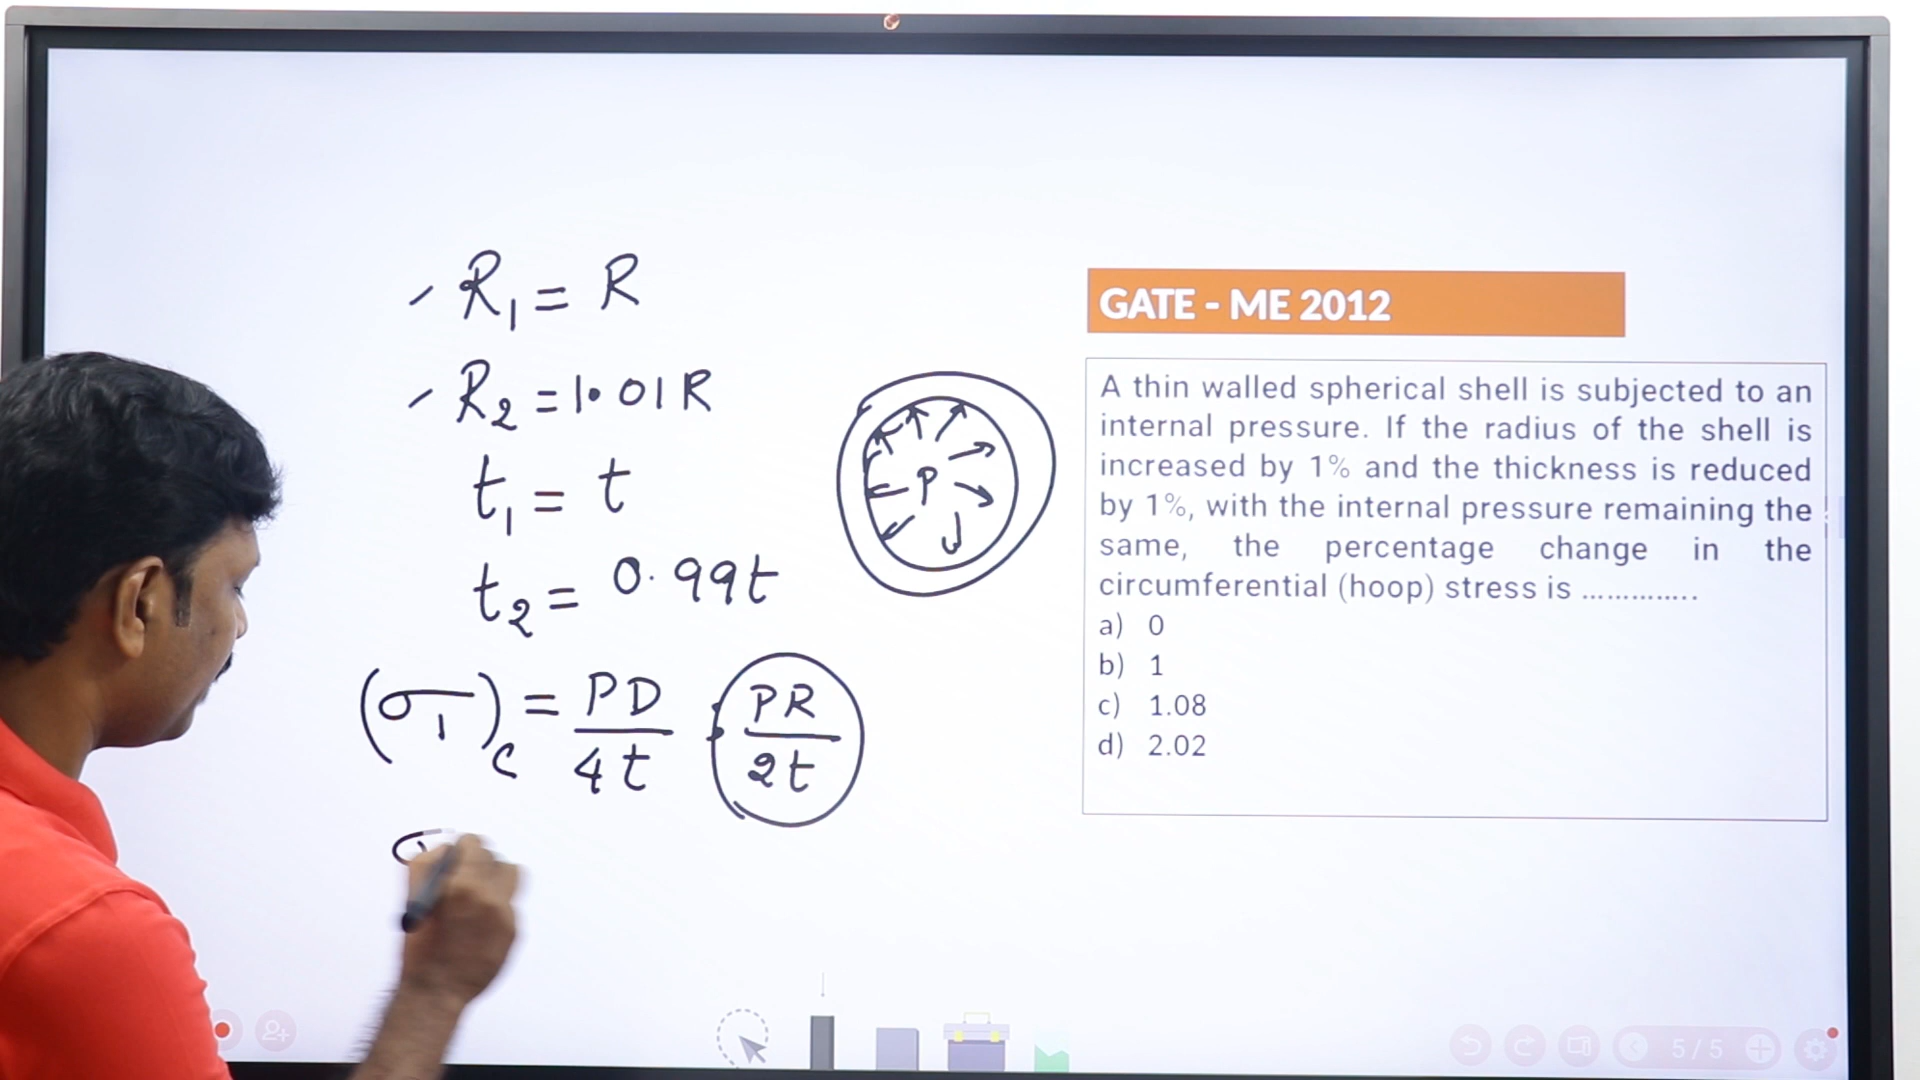 R₁ = R
R₂ = 1.01R
t₁ = t
t₂ = 0.99t
(σ₁)c = PD/4t = PR/2t
σ
P
GATE - ME 2012
A thin walled spherical shell is subjected to an
internal pressure. If the radius of the shell is
increased by 1% and the thickness is reduced
by 1%, with the internal pressure remaining the
same, the percentage change in the
circumferential (hoop) stress is ..............
a) 0
b) 1
c) 1.08
d) 2.02
5/5